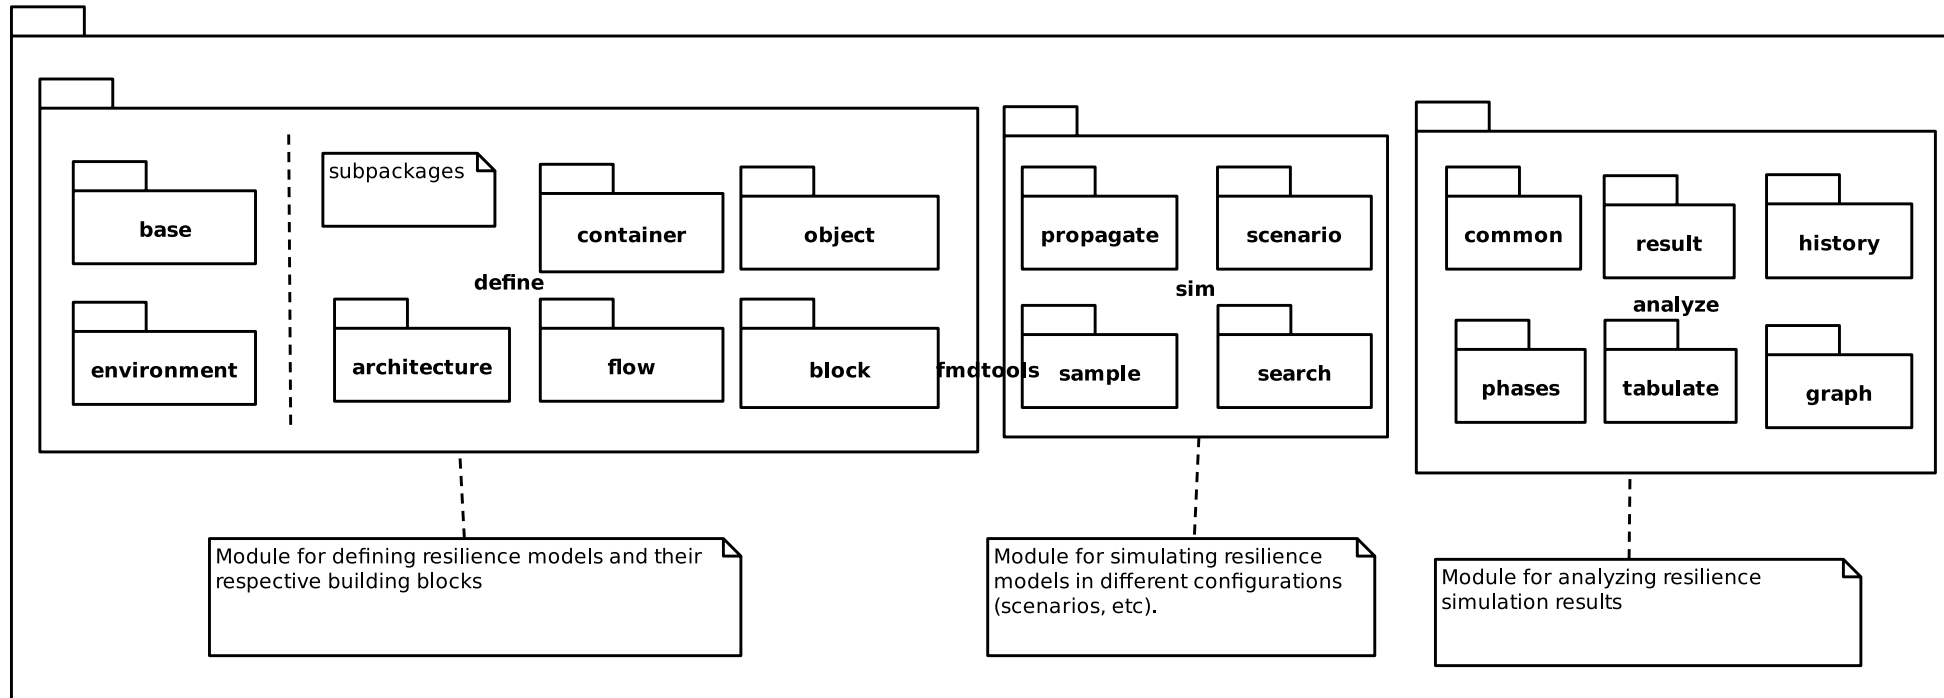 base
subpackages
container
object
define
environment
architecture
flow
block
fmdtools
propagate
scenario
sim
sample
search
common
result
history
analyze
phases
tabulate
graph
Module for defining resilience models and their
respective building blocks
Module for simulating resilience
models in different configurations
(scenarios, etc).
Module for analyzing resilience
simulation results